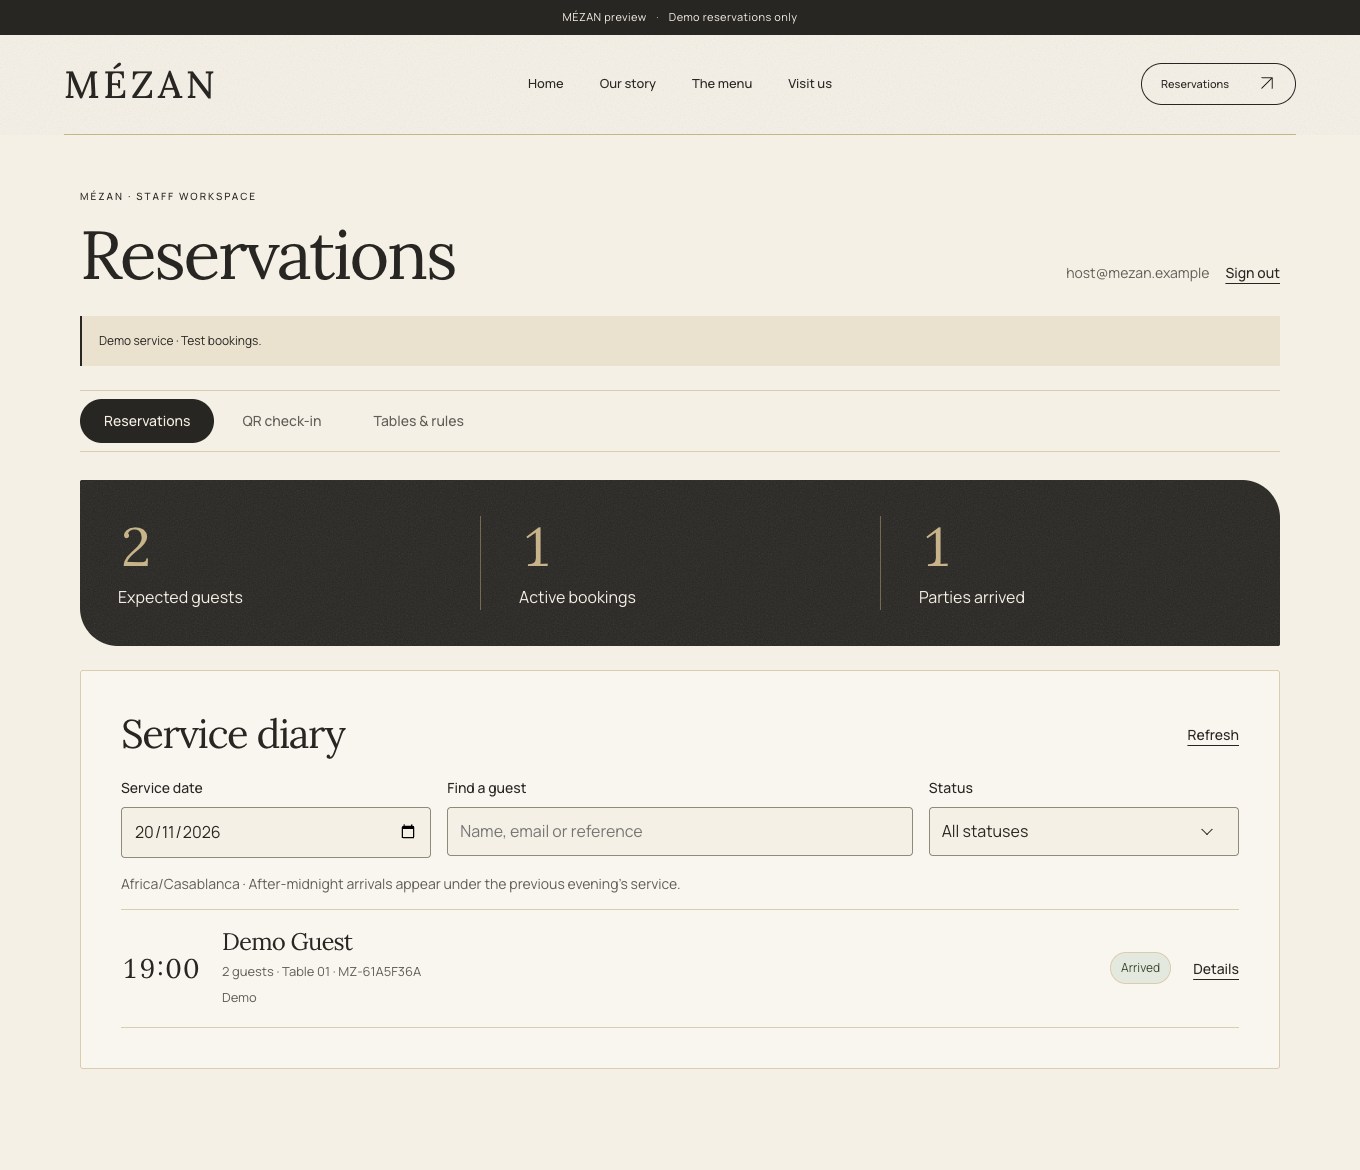 MÉZAN preview · Demo reservations only
MÉZAN
Home
Our story
The menu
Visit us
Reservations
MÉZAN · STAFF WORKSPACE
Reservations
host@mezan.example
Sign out
Demo service · Test bookings.
Reservations
QR check-in
Tables & rules
2
Expected guests
1
Active bookings
1
Parties arrived
Service diary
Refresh
Service date
Find a guest
Status
20/11/2026
Name, email or reference
All statuses
Africa/Casablanca · After-midnight arrivals appear under the previous evening's service.
19:00
Demo Guest
2 guests · Table 01 · MZ-61A5F36A
Demo
Arrived
Details